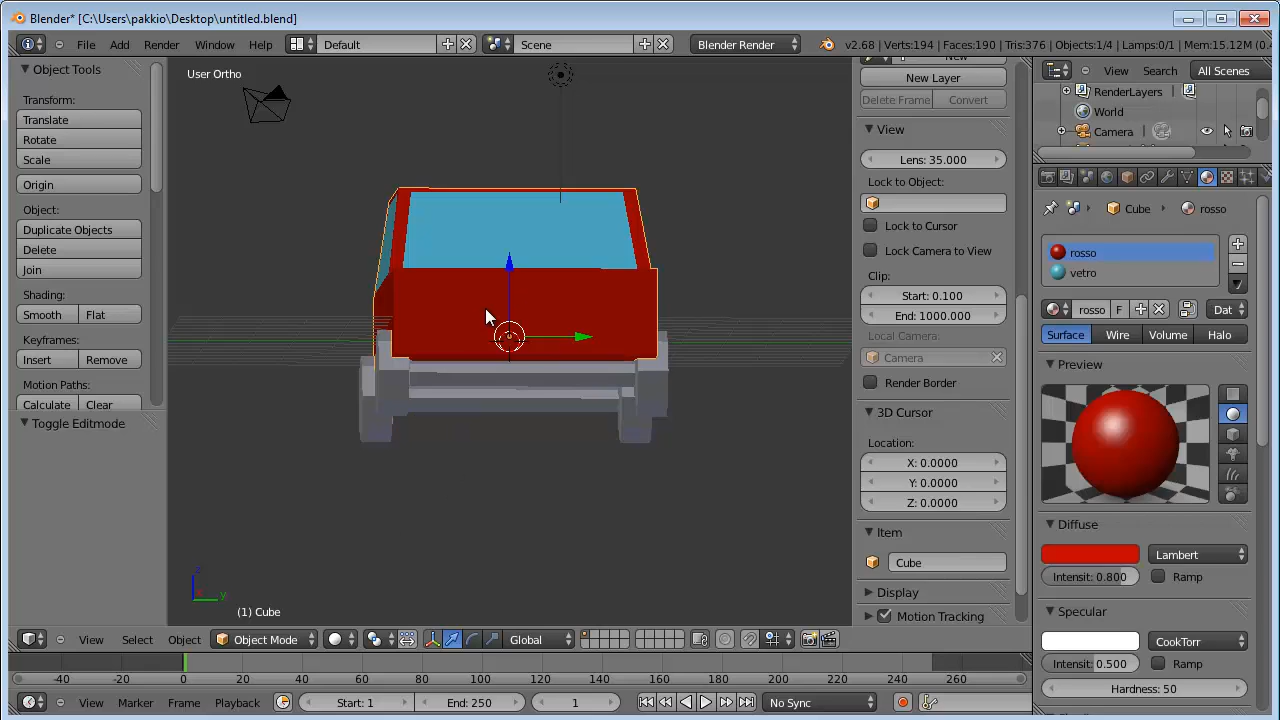 Blender* [C:\Users\pakkio\Desktop\untitled.blend]
File Add Render Window Help Default Scene Blender Render v2.68 | Verts:194 | Faces:190 | Tris:376 | Objects:1/4 | Lamps:0/1 | Mem:15.12M (0.
Object Tools
Transform:
Translate
Rotate
Scale
Origin
Object:
Duplicate Objects
Delete
Join
Shading:
Smooth Flat
Keyframes:
Insert Remove
Motion Paths:
Calculate Clear
Toggle Editmode
User Ortho
z
x y
(1) Cube
New
New Layer
Delete Frame Convert
View
Lens: 35.000
Lock to Object:
Lock to Cursor
Lock Camera to View
Clip:
Start: 0.100
End: 1000.000
Local Camera:
Camera
Render Border
3D Cursor
Location:
X: 0.0000
Y: 0.0000
Z: 0.0000
Item
Cube
Display
Motion Tracking
View Search All Scenes
RenderLayers
World
Camera
Cube rosso
rosso
vetro
rosso F Dat
Surface Wire Volume Halo
Preview
Diffuse
Lambert
Intensit: 0.800 Ramp
Specular
CookTorr
Intensit: 0.500 Ramp
Hardness: 50
View Select Object Object Mode Global
-40 -20 0 20 40 60 80 100 120 140 160 180 200 220 240 260
View Marker Frame Playback Start: 1 End: 250 1 No Sync